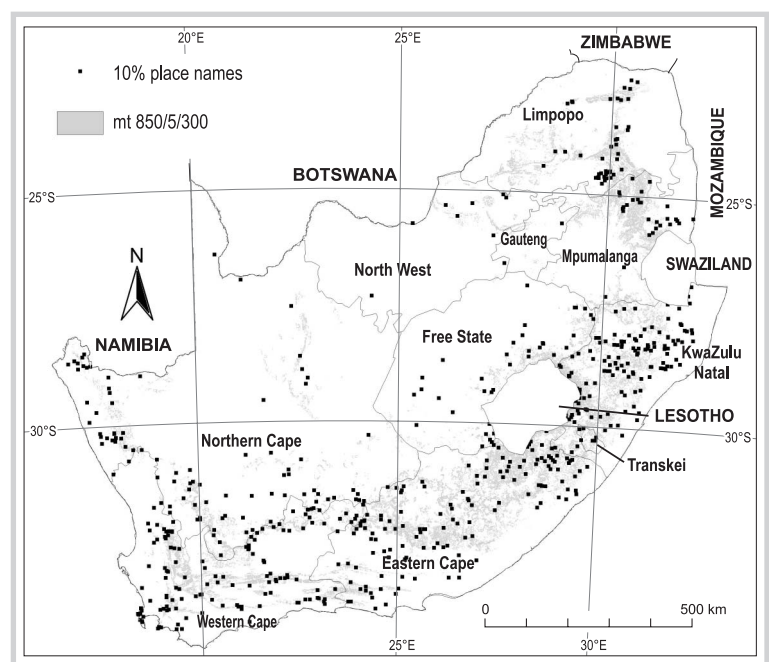 20°E
25°E
ZIMBABWE
10% place names
mt 850/5/300
Limpopo
MOZAMBIQUE
BOTSWANA
25°S
25°S
Gauteng
Mpumalanga
N
North West
SWAZILAND
NAMIBIA
Free State
KwaZulu
Natal
LESOTHO
30°S
Northern Cape
30°S
Transkei
Eastern Cape
Western Cape
0
500 km
25°E
30°E